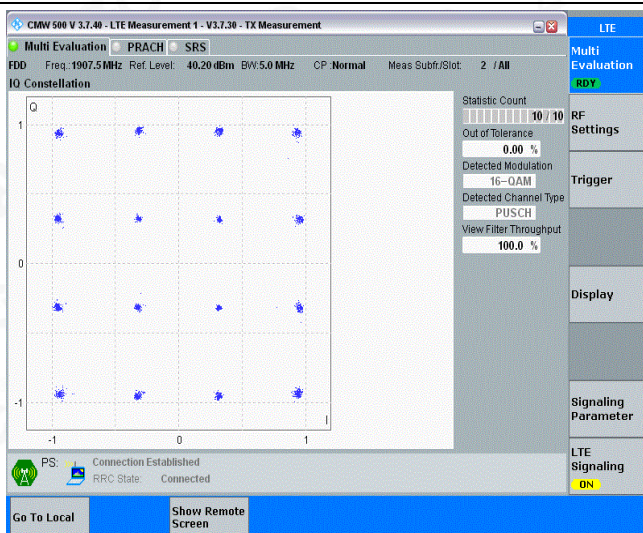 CMW 500 V 3.7.40 - LTE Measurement 1 - V3.7.30 - TX Measurement
LTE
Multi Evaluation PRACH SRS
FDD Freq.:1907.5 MHz Ref. Level: 40.20 dBm BW:5.0 MHz CP :Normal Meas Subfr./Slot: 2 / All
IQ Constellation
Q
1
0
-1
-1 0 1
I
Statistic Count
10 / 10
Out of Tolerance
0.00 %
Detected Modulation
16-QAM
Detected Channel Type
PUSCH
View Filter Throughput
100.0 %
PS: Connection Established
RRC State: Connected
Multi
Evaluation
RDY
RF
Settings
Trigger
Display
Signaling
Parameter
LTE
Signaling
ON
Go To Local
Show Remote
Screen